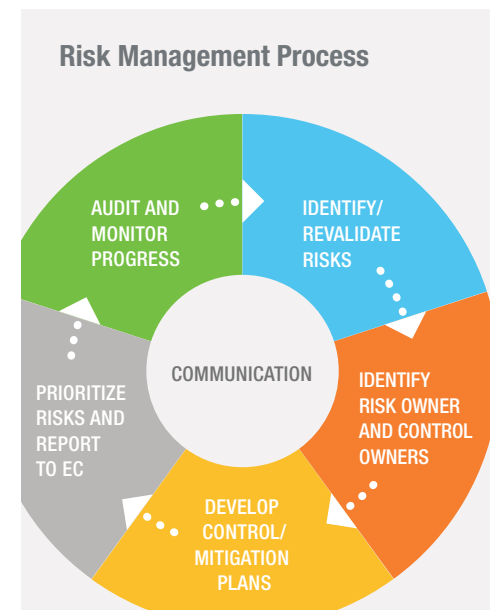 Risk Management Process
AUDIT AND
MONITOR
PROGRESS
IDENTIFY/
REVALIDATE
RISKS
COMMUNICATION
PRIORITIZE
RISKS AND
REPORT
TO EC
IDENTIFY
RISK OWNER
AND CONTROL
OWNERS
DEVELOP
CONTROL/
MITIGATION
PLANS